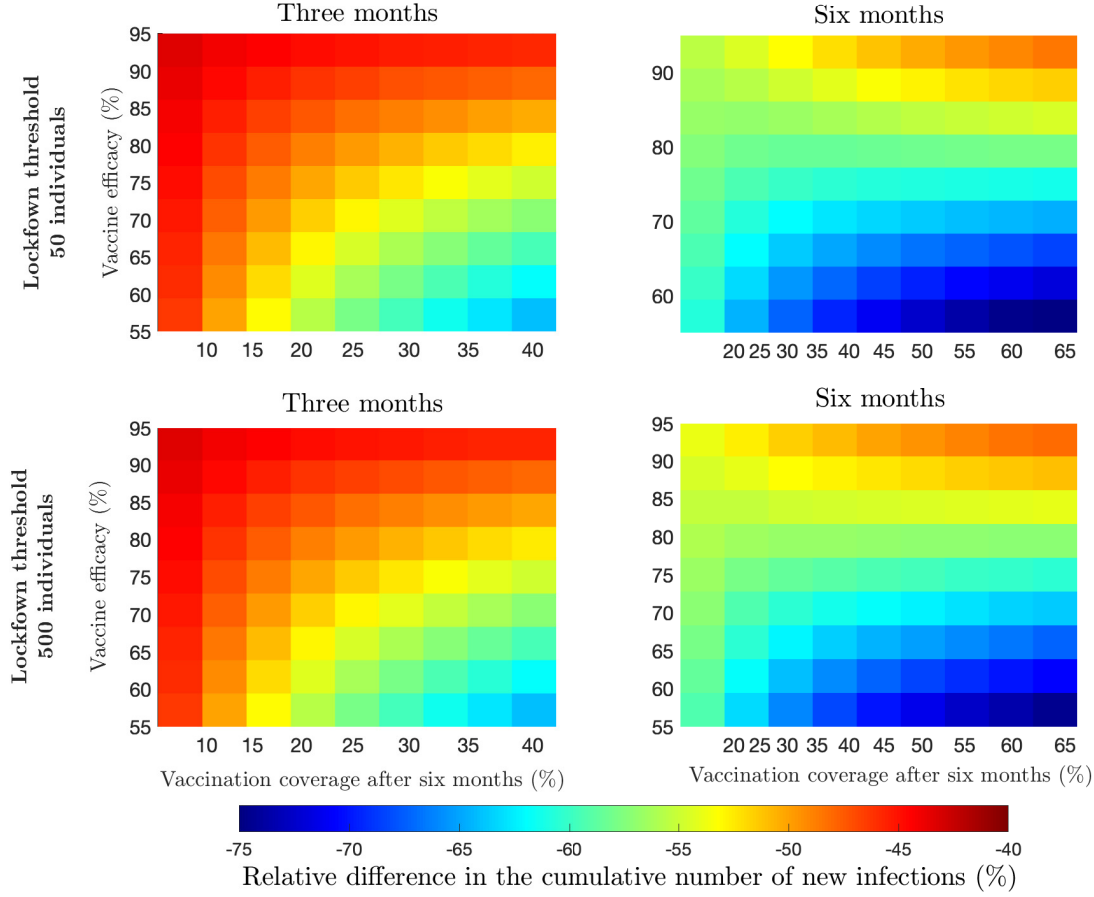 Three months
Six months
Lockfown threshold
50 individuals
Vaccine efficacy (%)
95
90
85
80
75
70
65
60
55
10 15 20 25 30 35 40
90
80
70
60
20 25 30 35 40 45 50 55 60 65
Three months
Six months
Lockfown threshold
500 individuals
Vaccine efficacy (%)
95
90
85
80
75
70
65
60
55
10 15 20 25 30 35 40
Vaccination coverage after six months (%)
95
90
85
80
75
70
65
60
55
20 25 30 35 40 45 50 55 60 65
Vaccination coverage after six months (%)
-75 -70 -65 -60 -55 -50 -45 -40
Relative difference in the cumulative number of new infections (%)